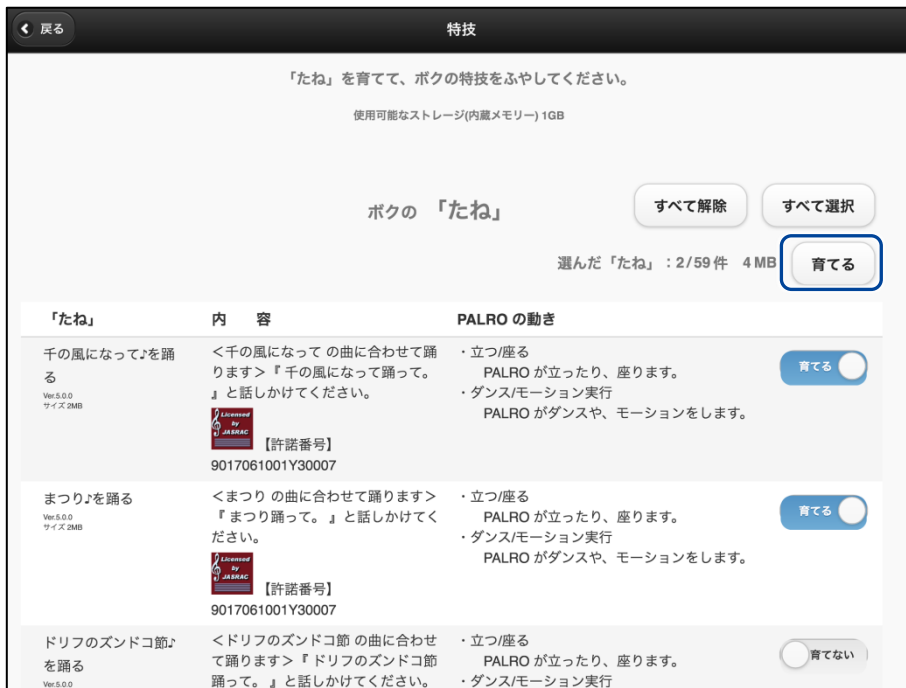 戻る
特技
「たね」を育てて、ボクの特技をふやしてください。
使用可能なストレージ(内蔵メモリー) 1GB
ボクの 「たね」
すべて解除
すべて選択
選んだ「たね」：2/59件 4MB
育てる
「たね」 内 容 PALRO の動き
千の風になって♪を踊
る
Ver.5.0.0
サイズ 2MB
＜千の風になって の曲に合わせて踊
ります＞『 千の風になって踊って。
』と話しかけてください。
Licensed
by
JASRAC
【許諾番号】
9017061001Y30007
・立つ/座る
PALRO が立ったり、座ります。
・ダンス/モーション実行
PALRO がダンスや、モーションをします。
育てる
まつり♪を踊る
Ver.5.0.0
サイズ 2MB
＜まつり の曲に合わせて踊ります＞
『 まつり踊って。 』と話しかけてく
ださい。
Licensed
by
JASRAC
【許諾番号】
9017061001Y30007
・立つ/座る
PALRO が立ったり、座ります。
・ダンス/モーション実行
PALRO がダンスや、モーションをします。
育てる
ドリフのズンドコ節♪
を踊る
Ver.5.0.0
＜ドリフのズンドコ節 の曲に合わせ
て踊ります＞『 ドリフのズンドコ節
踊って。 』と話しかけてください。
・立つ/座る
PALRO が立ったり、座ります。
・ダンス/モーション実行
育てない